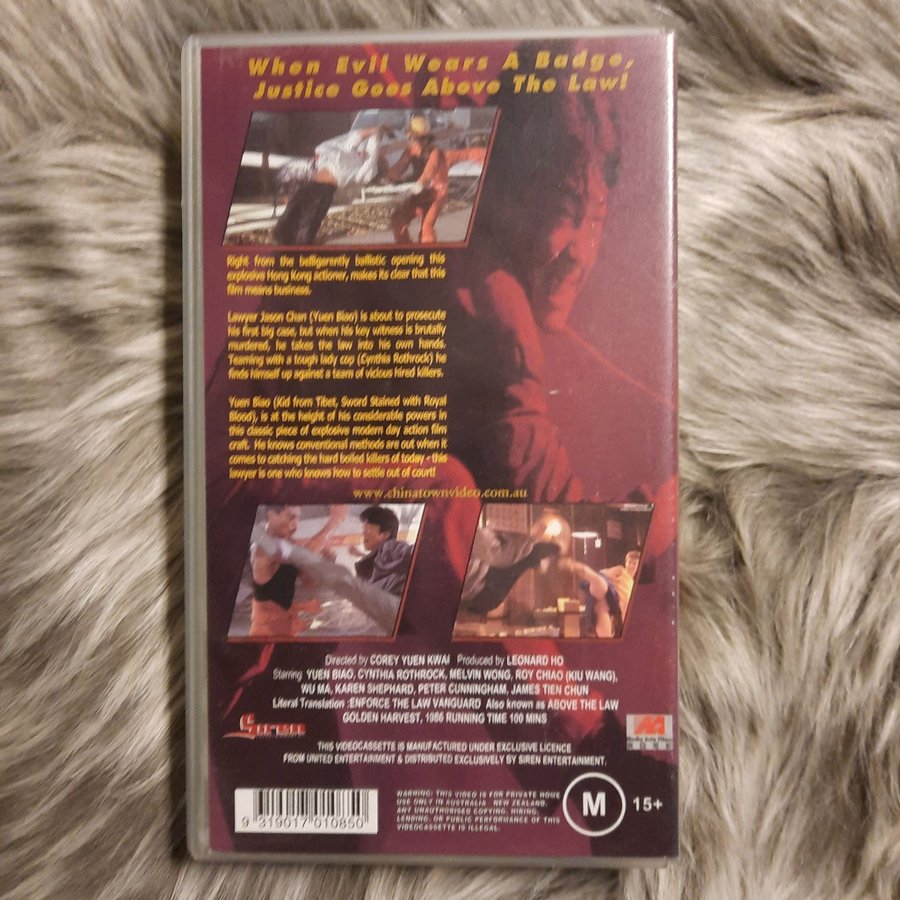 When Evil Wears A Badge,
Justice Goes Above The Law!
Right from the belligerently ballistic opening this
explosive Hong Kong actioner, makes its clear that this
film means business.
Lawyer Jason Chan (Yuen Biao) is about to prosecute
his first big case, but when his key witness is brutally
murdered, he takes the law into his own hands.
Teaming with a tough lady cop (Cynthia Rothrock) he
finds himself up against a team of vicious hired killers.
Yuen Biao (Kid from Tibet, Sword Stained with Royal
Blood), is at the height of his considerable powers in
this classic piece of explosive modern day action film
craft. He knows conventional methods are out when it
comes to catching the hard boiled killers of today - this
lawyer is one who knows how to settle out of court!
www.chinatownvideo.com.au
Directed by COREY YUEN KWAI Produced by LEONARD HO
Starring YUEN BIAO, CYNTHIA ROTHROCK, MELVIN WONG, ROY CHIAO (KIU WANG),
WU MA, KAREN SHEPHARD, PETER CUNNINGHAM, JAMES TIEN CHUN
Literal Translation :ENFORCE THE LAW VANGUARD Also known as ABOVE THE LAW
GOLDEN HARVEST, 1986 RUNNING TIME 100 MINS
Siren
Media Asia Films
THIS VIDEOCASSETTE IS MANUFACTURED UNDER EXCLUSIVE LICENCE
FROM UNITED ENTERTAINMENT & DISTRIBUTED EXCLUSIVELY BY SIREN ENTERTAINMENT.
9 319017 010850
WARNING: THIS VIDEO IS FOR PRIVATE HOME
USE ONLY IN AUSTRALIA NEW ZEALAND.
ANY UNAUTHORISED COPYING, HIRING,
LENDING, OR PUBLIC PERFORMANCE OF THIS
VIDEOCASSETTE IS ILLEGAL.
M 15+